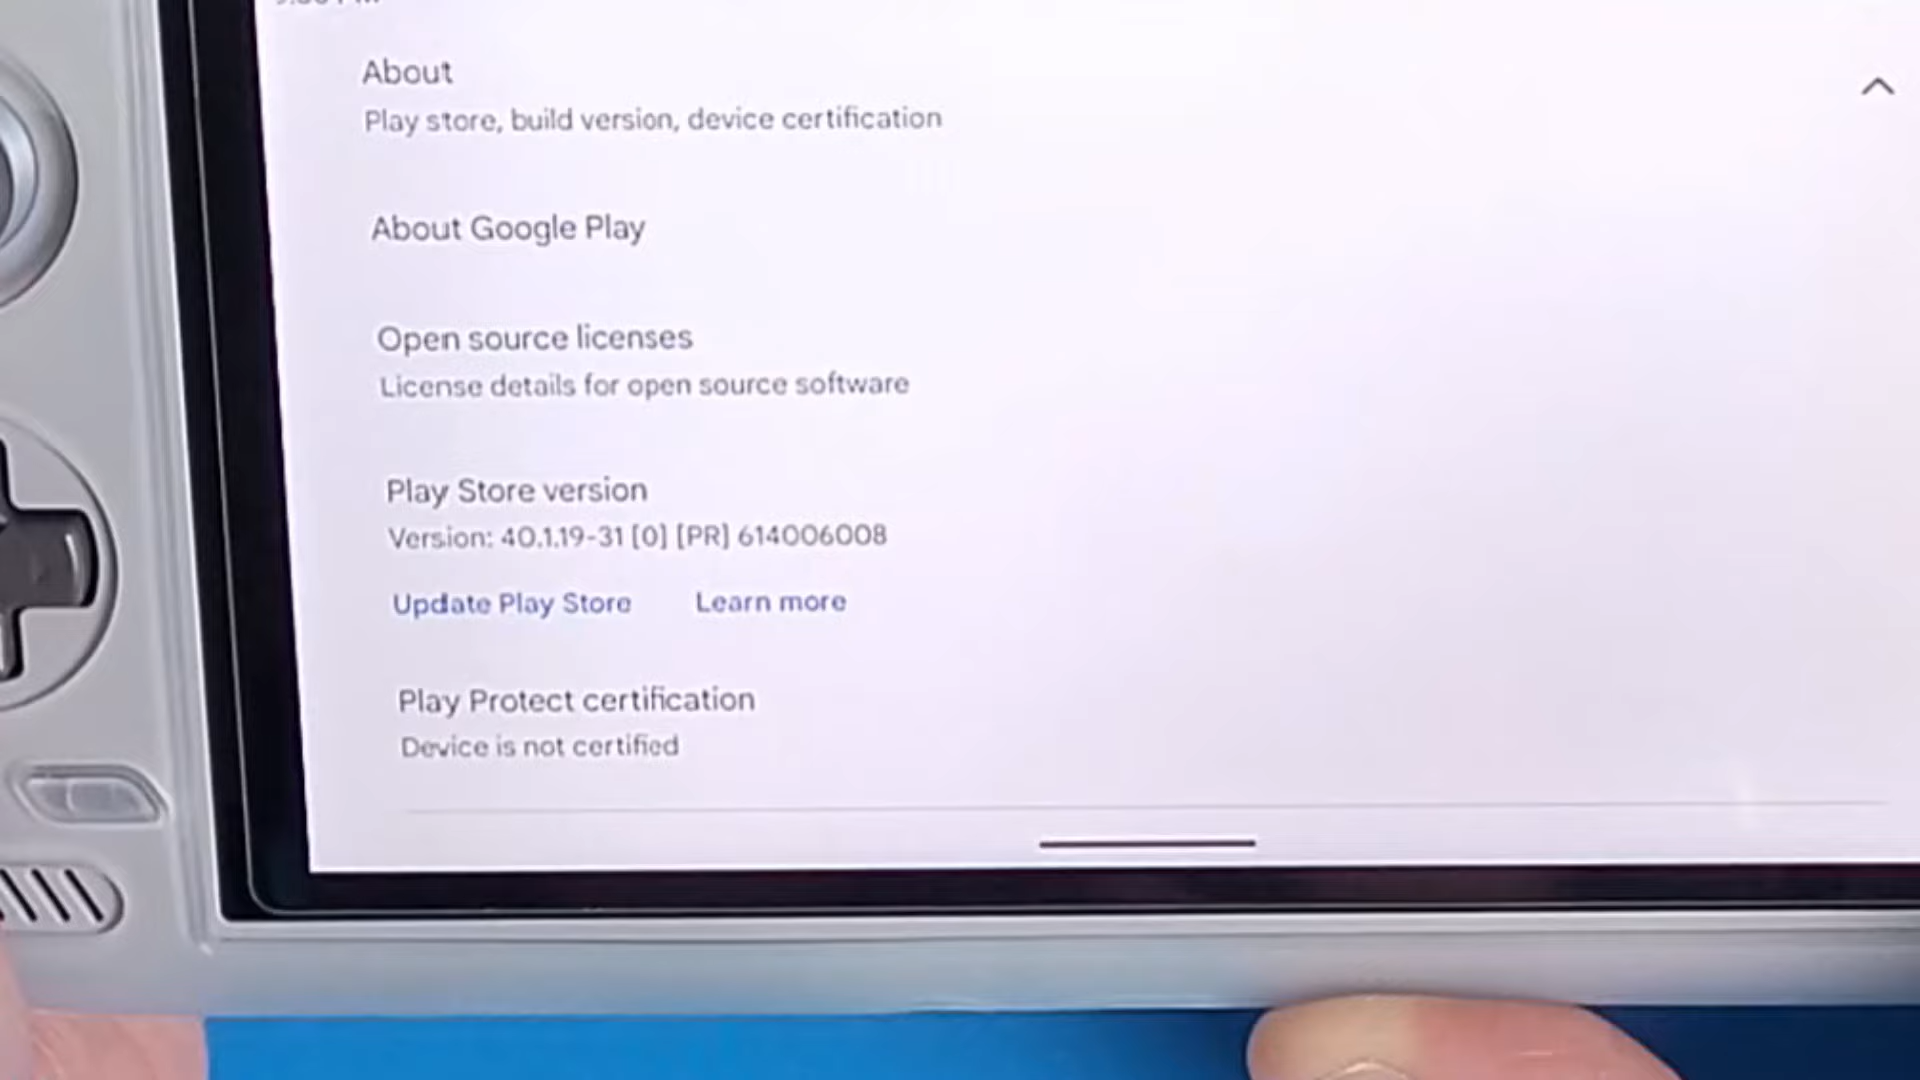 About
Play store, build version, device certification
About Google Play
Open source licenses
License details for open source software
Play Store version
Version: 40.1.19-31 [0] [PR] 614006008
Update Play Store Learn more
Play Protect certification
Device is not certified